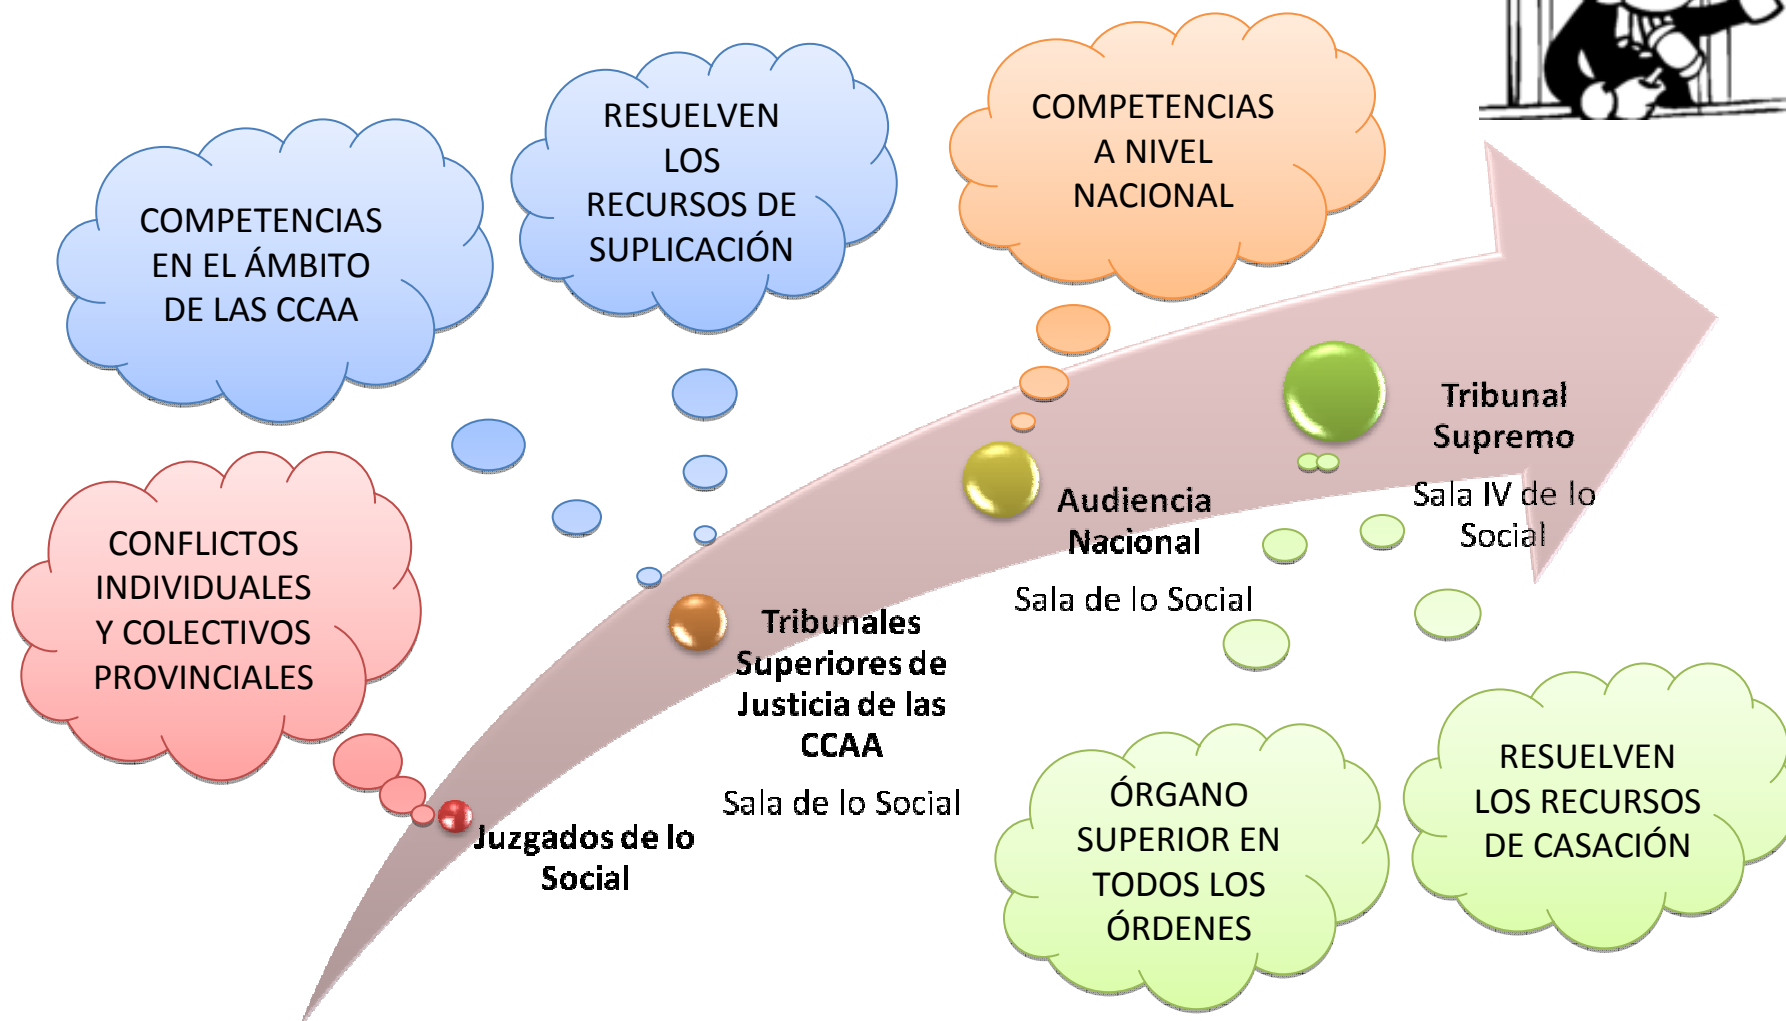 COMPETENCIAS
EN EL ÁMBITO
DE LAS CCAA
RESUELVEN
LOS
RECURSOS DE
SUPLICACIÓN
COMPETENCIAS
A NIVEL
NACIONAL
CONFLICTOS
INDIVIDUALES
Y COLECTIVOS
PROVINCIALES
Juzgados de lo
Social
Tribunales
Superiores de
Justicia de las
CCAA
Sala de lo Social
Audiencia
Nacional
Sala de lo Social
Tribunal
Supremo
Sala IV de lo
Social
ÓRGANO
SUPERIOR EN
TODOS LOS
ÓRDENES
RESUELVEN
LOS RECURSOS
DE CASACIÓN